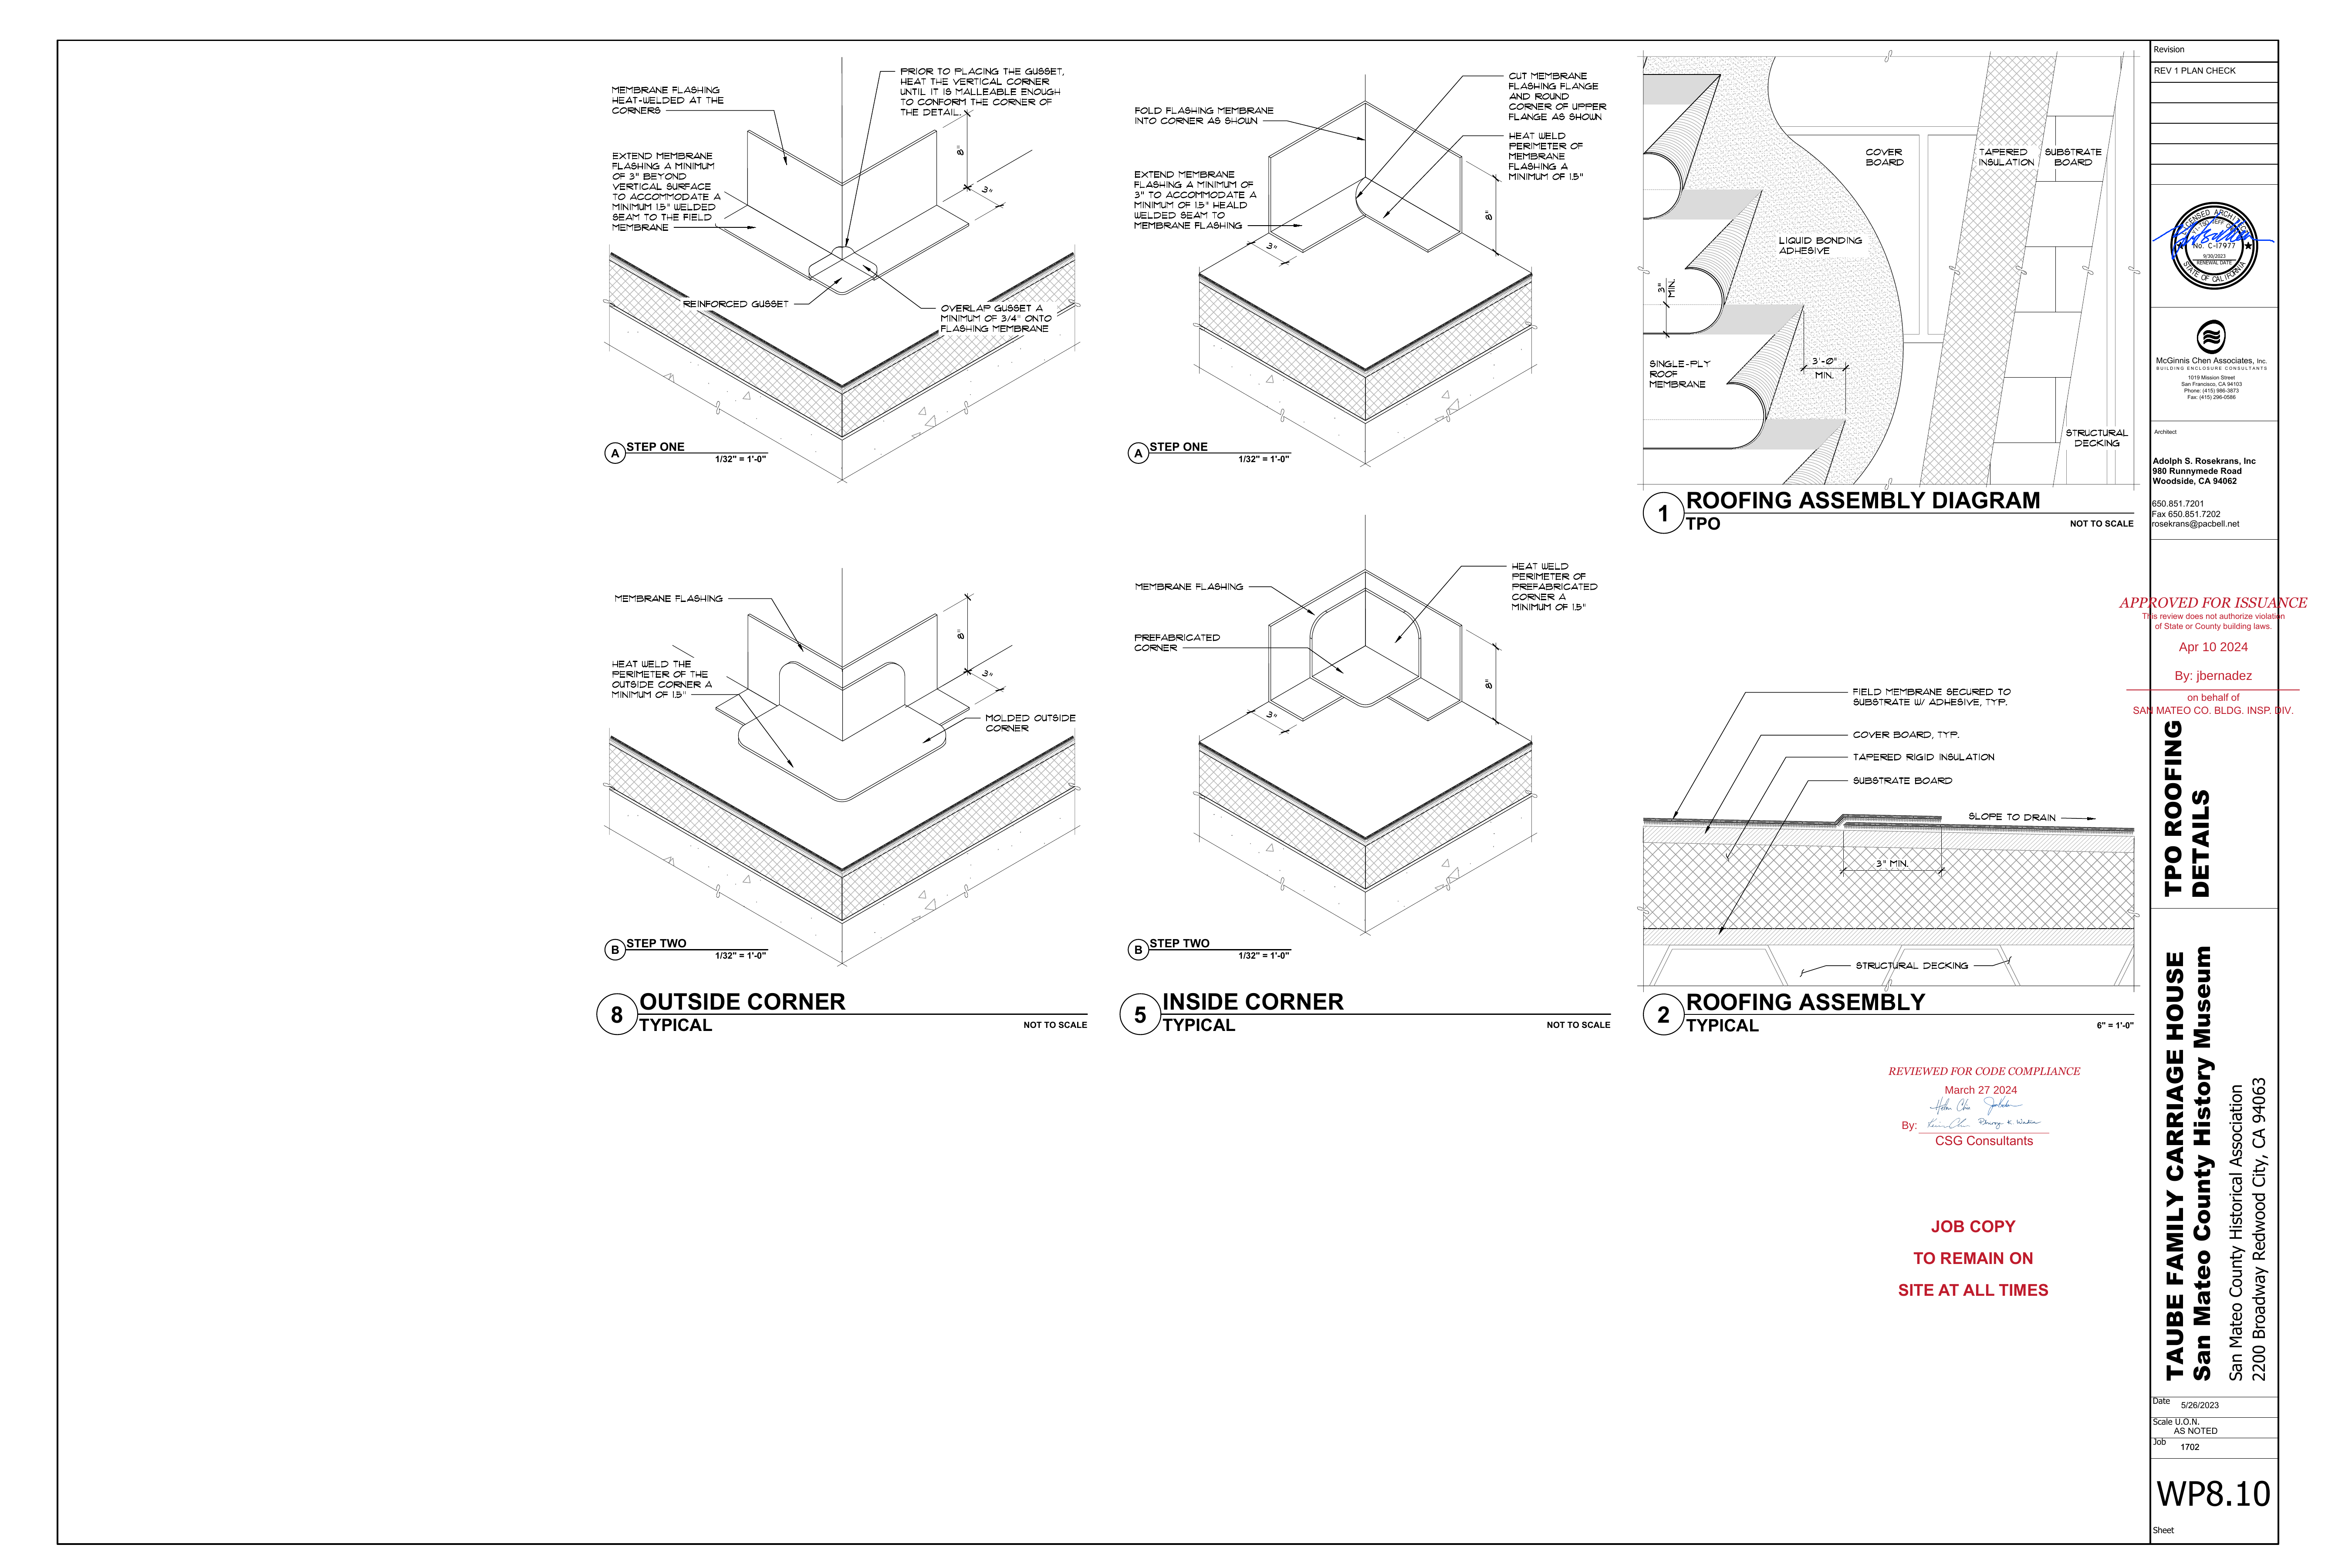 MEMBRANE FLASHING
HEAT-WELDED AT THE
CORNERS
PRIOR TO PLACING THE GUSSET,
HEAT THE VERTICAL CORNER
UNTIL IT IS MALLEABLE ENOUGH
TO CONFORM THE CORNER OF
THE DETAIL.
8"
3"
EXTEND MEMBRANE
FLASHING A MINIMUM
OF 3" BEYOND
VERTICAL SURFACE
TO ACCOMMODATE A
MINIMUM 1.5" WELDED
SEAM TO THE FIELD
MEMBRANE
REINFORCED GUSSET
OVERLAP GUSSET A
MINIMUM OF 3/4" ONTO
FLASHING MEMBRANE
A
STEP ONE
1/32" = 1'-0"
MEMBRANE FLASHING
8"
3"
HEAT WELD THE
PERIMETER OF THE
OUTSIDE CORNER A
MINIMUM OF 1.5"
MOLDED OUTSIDE
CORNER
B
STEP TWO
1/32" = 1'-0"
8
OUTSIDE CORNER
TYPICAL
NOT TO SCALE
FOLD FLASHING MEMBRANE
INTO CORNER AS SHOWN
CUT MEMBRANE
FLASHING FLANGE
AND ROUND
CORNER OF UPPER
FLANGE AS SHOWN
HEAT WELD
PERIMETER OF
MEMBRANE
FLASHING A
MINIMUM OF 1.5"
EXTEND MEMBRANE
FLASHING A MINIMUM OF
3" TO ACCOMMODATE A
MINIMUM OF 1.5" HEALD
WELDED SEAM TO
MEMBRANE FLASHING
8"
3"
A
STEP ONE
1/32" = 1'-0"
MEMBRANE FLASHING
HEAT WELD
PERIMETER OF
PREFABRICATED
CORNER A
MINIMUM OF 1.5"
PREFABRICATED
CORNER
8"
3"
B
STEP TWO
1/32" = 1'-0"
5
INSIDE CORNER
TYPICAL
NOT TO SCALE
COVER
BOARD
TAPERED
INSULATION
SUBSTRATE
BOARD
LIQUID BONDING
ADHESIVE
3"
MIN.
SINGLE-PLY
ROOF
MEMBRANE
3'-0"
MIN.
STRUCTURAL
DECKING
1
ROOFING ASSEMBLY DIAGRAM
TPO
NOT TO SCALE
FIELD MEMBRANE SECURED TO
SUBSTRATE W/ ADHESIVE, TYP.
COVER BOARD, TYP.
TAPERED RIGID INSULATION
SUBSTRATE BOARD
SLOPE TO DRAIN
3" MIN.
STRUCTURAL DECKING
2
ROOFING ASSEMBLY
TYPICAL
6" = 1'-0"
REVIEWED FOR CODE COMPLIANCE
March 27 2024
By:
CSG Consultants
JOB COPY
TO REMAIN ON
SITE AT ALL TIMES
Revision
REV 1 PLAN CHECK
No. C-17977
9/30/2023
RENEWAL DATE
STATE OF CALIFORNIA
McGinnis Chen Associates, Inc.
BUILDING ENCLOSURE CONSULTANTS
1019 Mission Street
San Francisco, CA 94103
Phone: (415) 986-3873
Fax: (415) 296-0586
Architect
Adolph S. Rosekrans, Inc
980 Runnymede Road
Woodside, CA 94062
650.851.7201
Fax 650.851.7202
rosekrans@pacbell.net
APPROVED FOR ISSUANCE
This review does not authorize violation
of State or County building laws.
Apr 10 2024
By: jbernadez
on behalf of
SAN MATEO CO. BLDG. INSP. DIV.
TPO ROOFING
DETAILS
TAUBE FAMILY CARRIAGE HOUSE
San Mateo County History Museum
San Mateo County Historical Association
2200 Broadway Redwood City, CA 94063
Date
5/26/2023
Scale U.O.N.
AS NOTED
Job
1702
WP8.10
Sheet